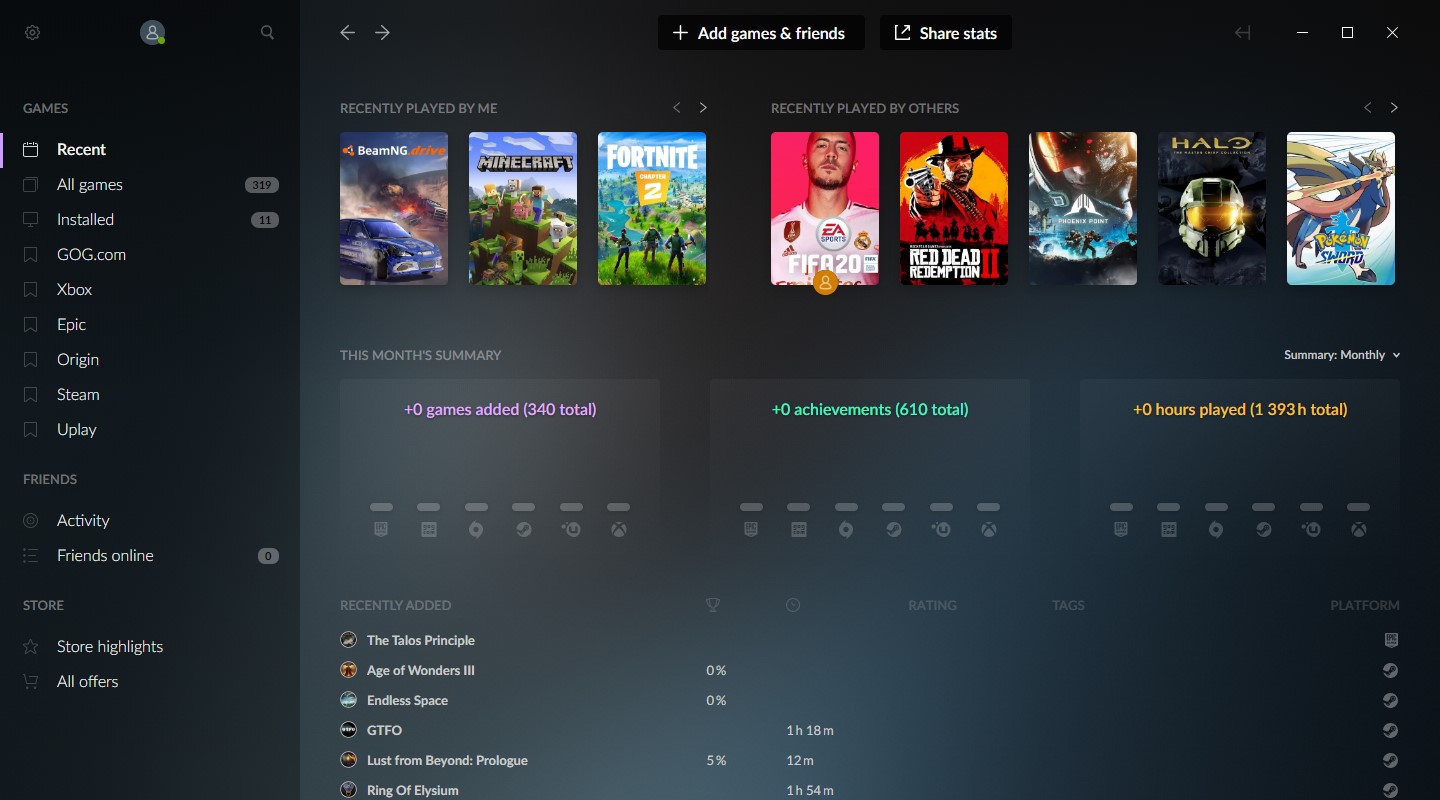 Add games & friends
Share stats
GAMES
Recent
All games 319
Installed 11
GOG.com
Xbox
Epic
Origin
Steam
Uplay
FRIENDS
Activity
Friends online 0
STORE
Store highlights
All offers
RECENTLY PLAYED BY ME
BeamNG.drive
MINECRAFT
FORTNITE
CHAPTER
2
RECENTLY PLAYED BY OTHERS
EA
SPORTS
FIFA 20
RED DEAD
REDEMPTION II
PHOENIX POINT
HALO
THE MASTER CHIEF COLLECTION
POKéMON
SWORD
THIS MONTH'S SUMMARY
Summary: Monthly
+0 games added (340 total)
+0 achievements (610 total)
+0 hours played (1 393 h total)
RECENTLY ADDED RATING TAGS PLATFORM
The Talos Principle
Age of Wonders III 0 %
Endless Space 0 %
GTFO 1 h 18 m
Lust from Beyond: Prologue 5 % 12 m
Ring Of Elysium 1 h 54 m